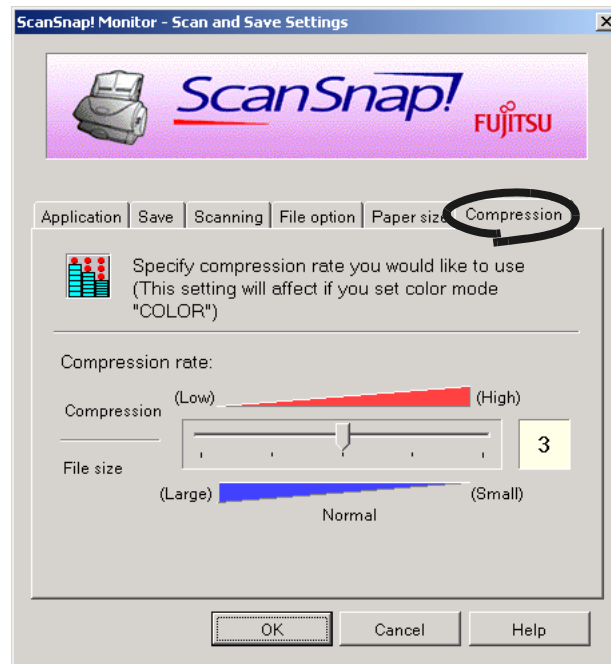 ScanSnap! Monitor - Scan and Save Settings
ScanSnap!
FUJITSU
Application Save Scanning File option Paper size Compression
Specify compression rate you would like to use
(This setting will affect if you set color mode
"COLOR")
Compression rate:
(Low) (High)
Compression
3
File size
(Large) (Small)
Normal
OK Cancel Help